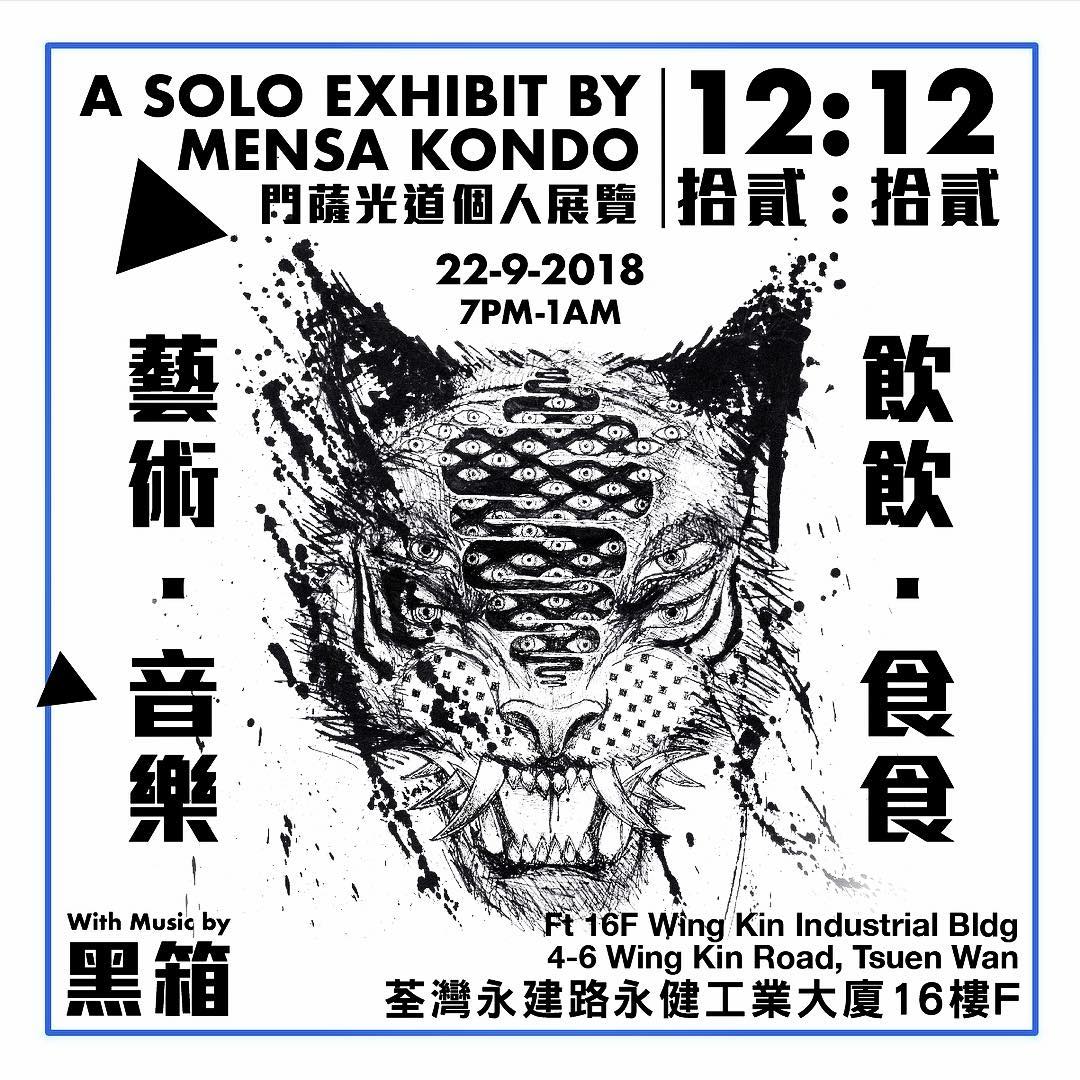 A SOLO EXHIBIT BY
MENSA KONDO
門薩光道個人展覽
12:12
拾貳:拾貳
22-9-2018
7PM-1AM
藝術·音樂
飲飲·食食
With Music by
黑箱
Ft 16F Wing Kin Industrial Bldg
4-6 Wing Kin Road, Tsuen Wan
荃灣永建路永健工業大廈16樓F